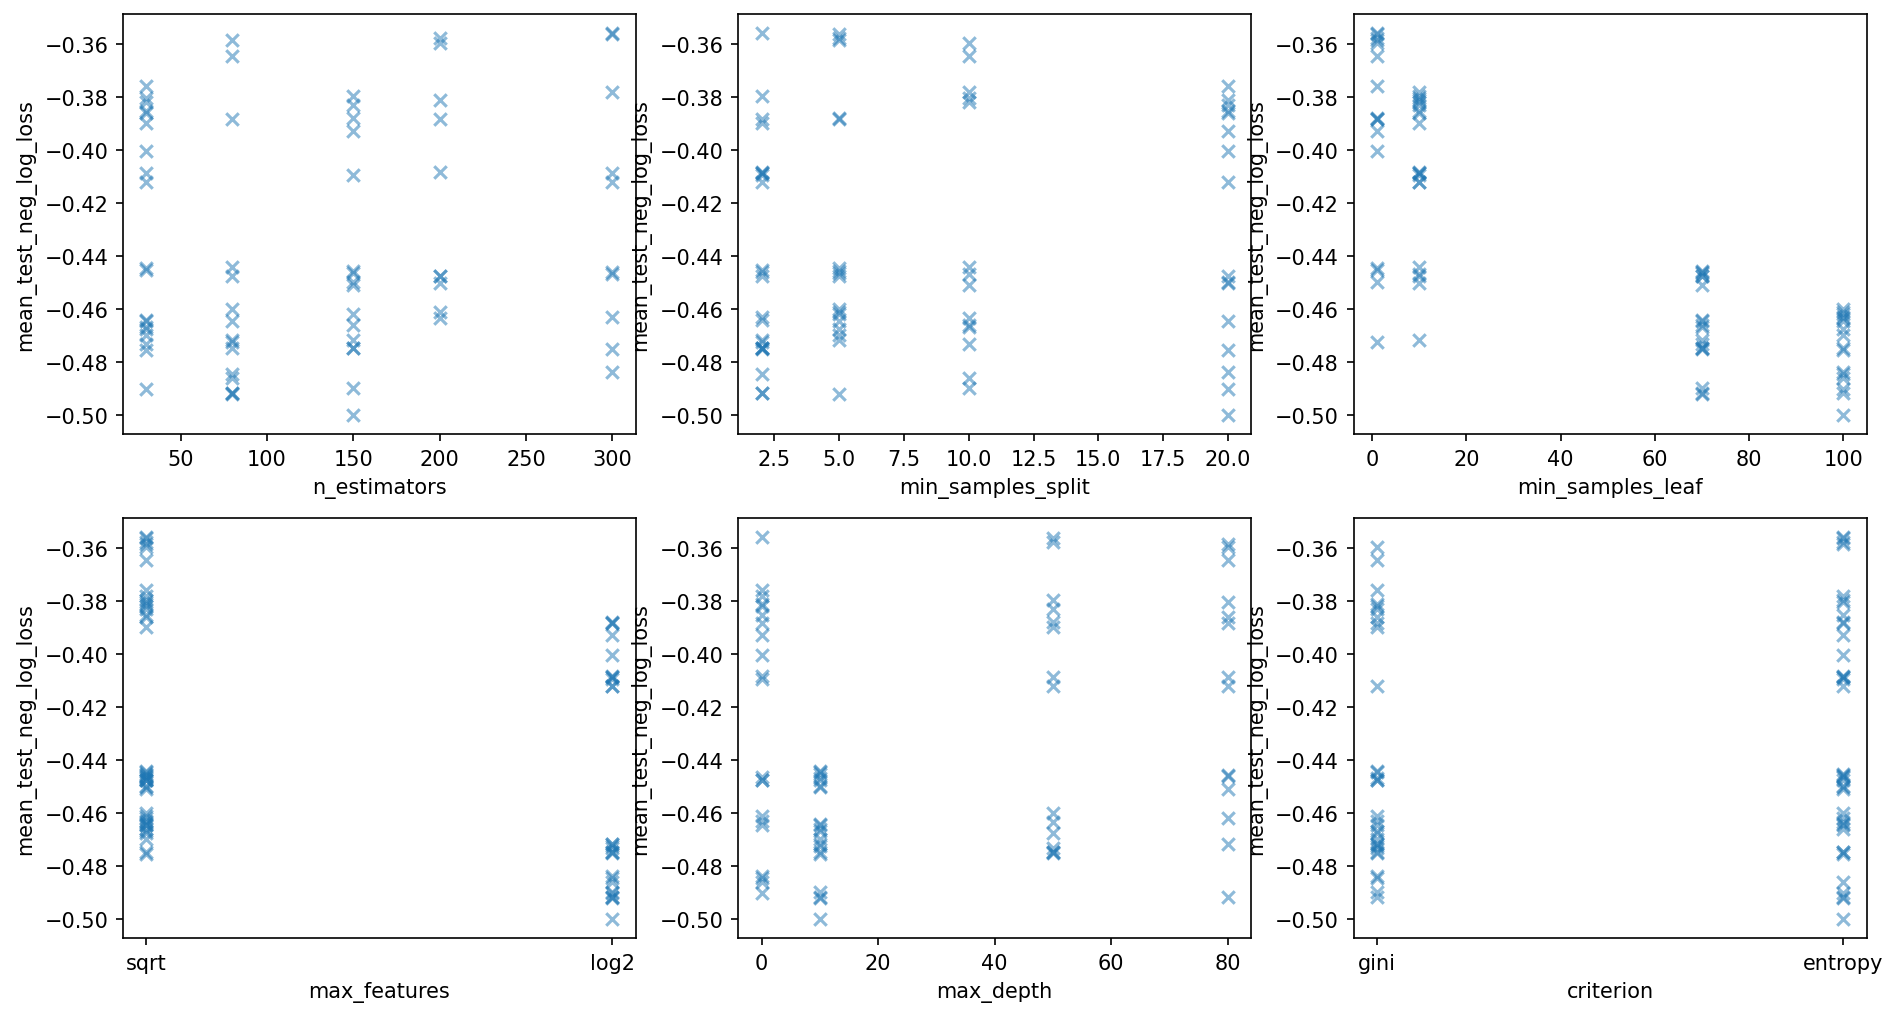 mean_test_neg_log_loss
−0.36
−0.38
−0.40
−0.42
−0.44
−0.46
−0.48
−0.50
50 100 150 200 250 300
n_estimators
mean_test_neg_log_loss
−0.36
−0.38
−0.40
−0.42
−0.44
−0.46
−0.48
−0.50
2.5 5.0 7.5 10.0 12.5 15.0 17.5 20.0
min_samples_split
mean_test_neg_log_loss
−0.36
−0.38
−0.40
−0.42
−0.44
−0.46
−0.48
−0.50
0 20 40 60 80 100
min_samples_leaf
mean_test_neg_log_loss
−0.36
−0.38
−0.40
−0.42
−0.44
−0.46
−0.48
−0.50
sqrt log2
max_features
mean_test_neg_log_loss
−0.36
−0.38
−0.40
−0.42
−0.44
−0.46
−0.48
−0.50
0 20 40 60 80
max_depth
mean_test_neg_log_loss
−0.36
−0.38
−0.40
−0.42
−0.44
−0.46
−0.48
−0.50
gini entropy
criterion